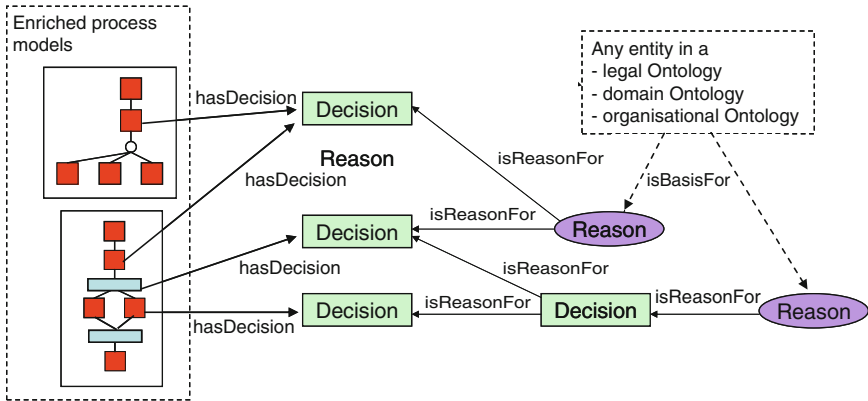 Enriched process
models
Any entity in a
- legal Ontology
- domain Ontology
- organisational Ontology
hasDecision
Decision
Reason
hasDecision
isReasonFor
isBasisFor
isReasonFor
Reason
Decision
hasDecision
isReasonFor
Decision
isReasonFor
Decision
isReasonFor
Reason
hasDecision